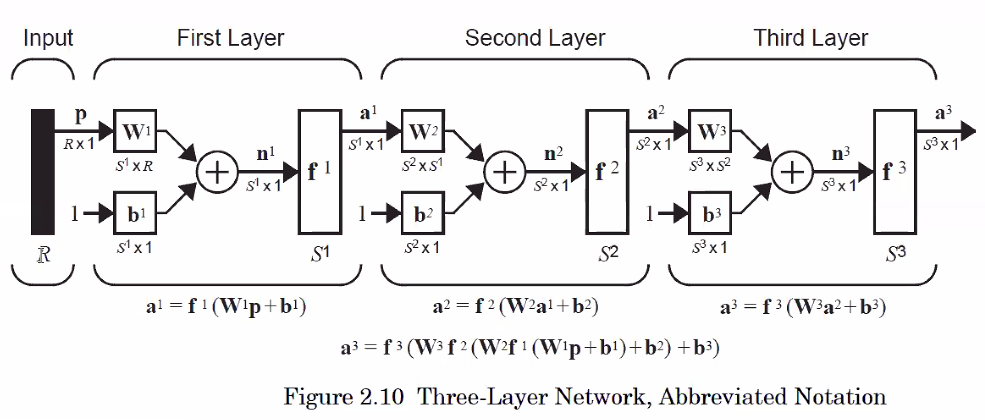 Input First Layer Second Layer Third Layer
p a¹ a² a³
W¹ W² W³
R x 1 S¹ x 1 S² x 1 S³ x 1
n¹ n² n³
S¹ x R S² x S¹ S³ x S²
f ¹ f ² f ³
S¹ x 1 S² x 1 S³ x 1
1 b¹ 1 b² 1 b³
S¹ x 1 S² x 1 S³ x 1
ℝ S¹ S² S³
a¹ = f ¹ (W¹p + b¹) a² = f ² (W²a¹ + b²) a³ = f ³ (W³a² + b³)
a³ = f ³ (W³ f ² (W²f ¹ (W¹p + b¹) + b²) + b³)
Figure 2.10 Three-Layer Network, Abbreviated Notation